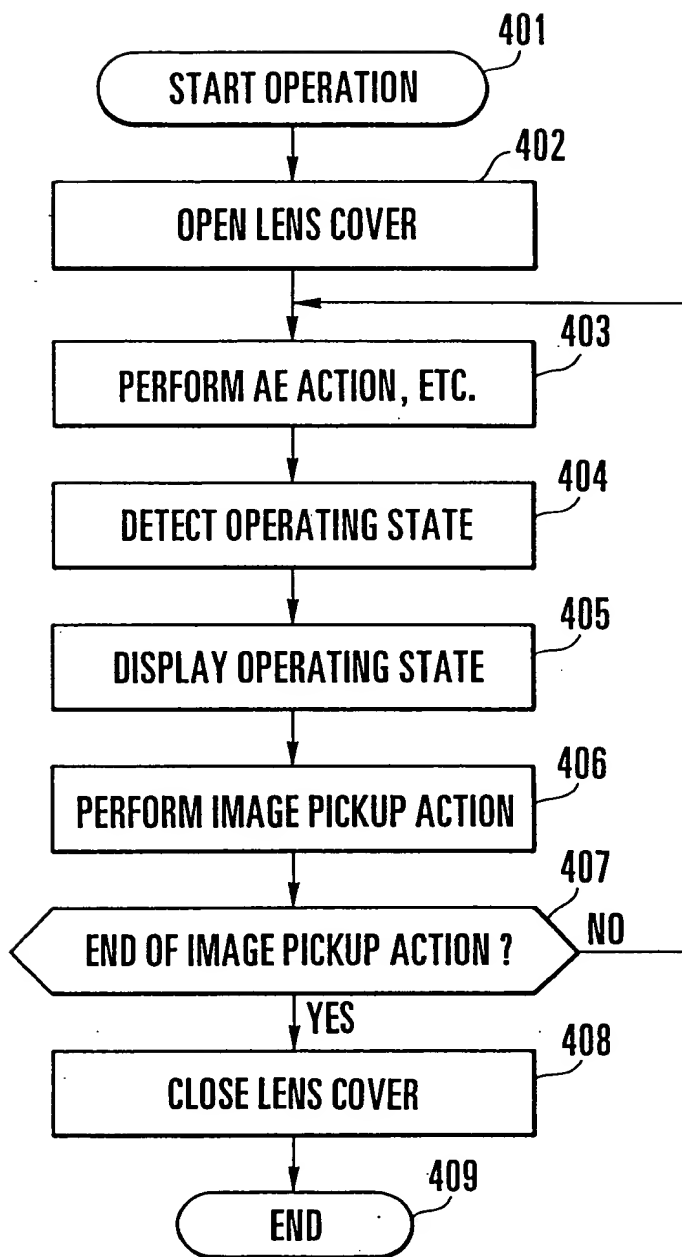 401
START OPERATION
402
OPEN LENS COVER
403
PERFORM AE ACTION, ETC.
404
DETECT OPERATING STATE
405
DISPLAY OPERATING STATE
406
PERFORM IMAGE PICKUP ACTION
407
END OF IMAGE PICKUP ACTION ?
NO
YES
408
CLOSE LENS COVER
409
END